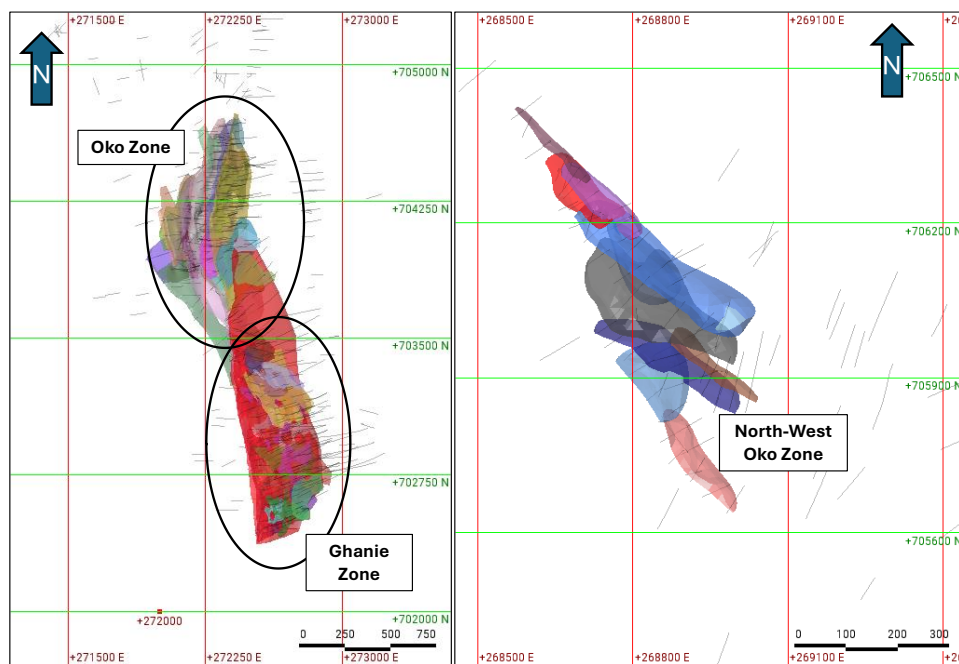 +271500 E
+272250 E
+273000 E
N
+705000 N
Oko Zone
+704250 N
+703500 N
+702750 N
Ghanie
Zone
+702000 N
+272000
0 250 500 750
+271500 E
+272250 E
+273000 E
+268500 E
+268800 E
+269100 E
N
+706500 N
+706200 N
+705900 N
North-West
Oko Zone
+705600 N
0 100 200 300
+268500 E
+268800 E
+269100 E